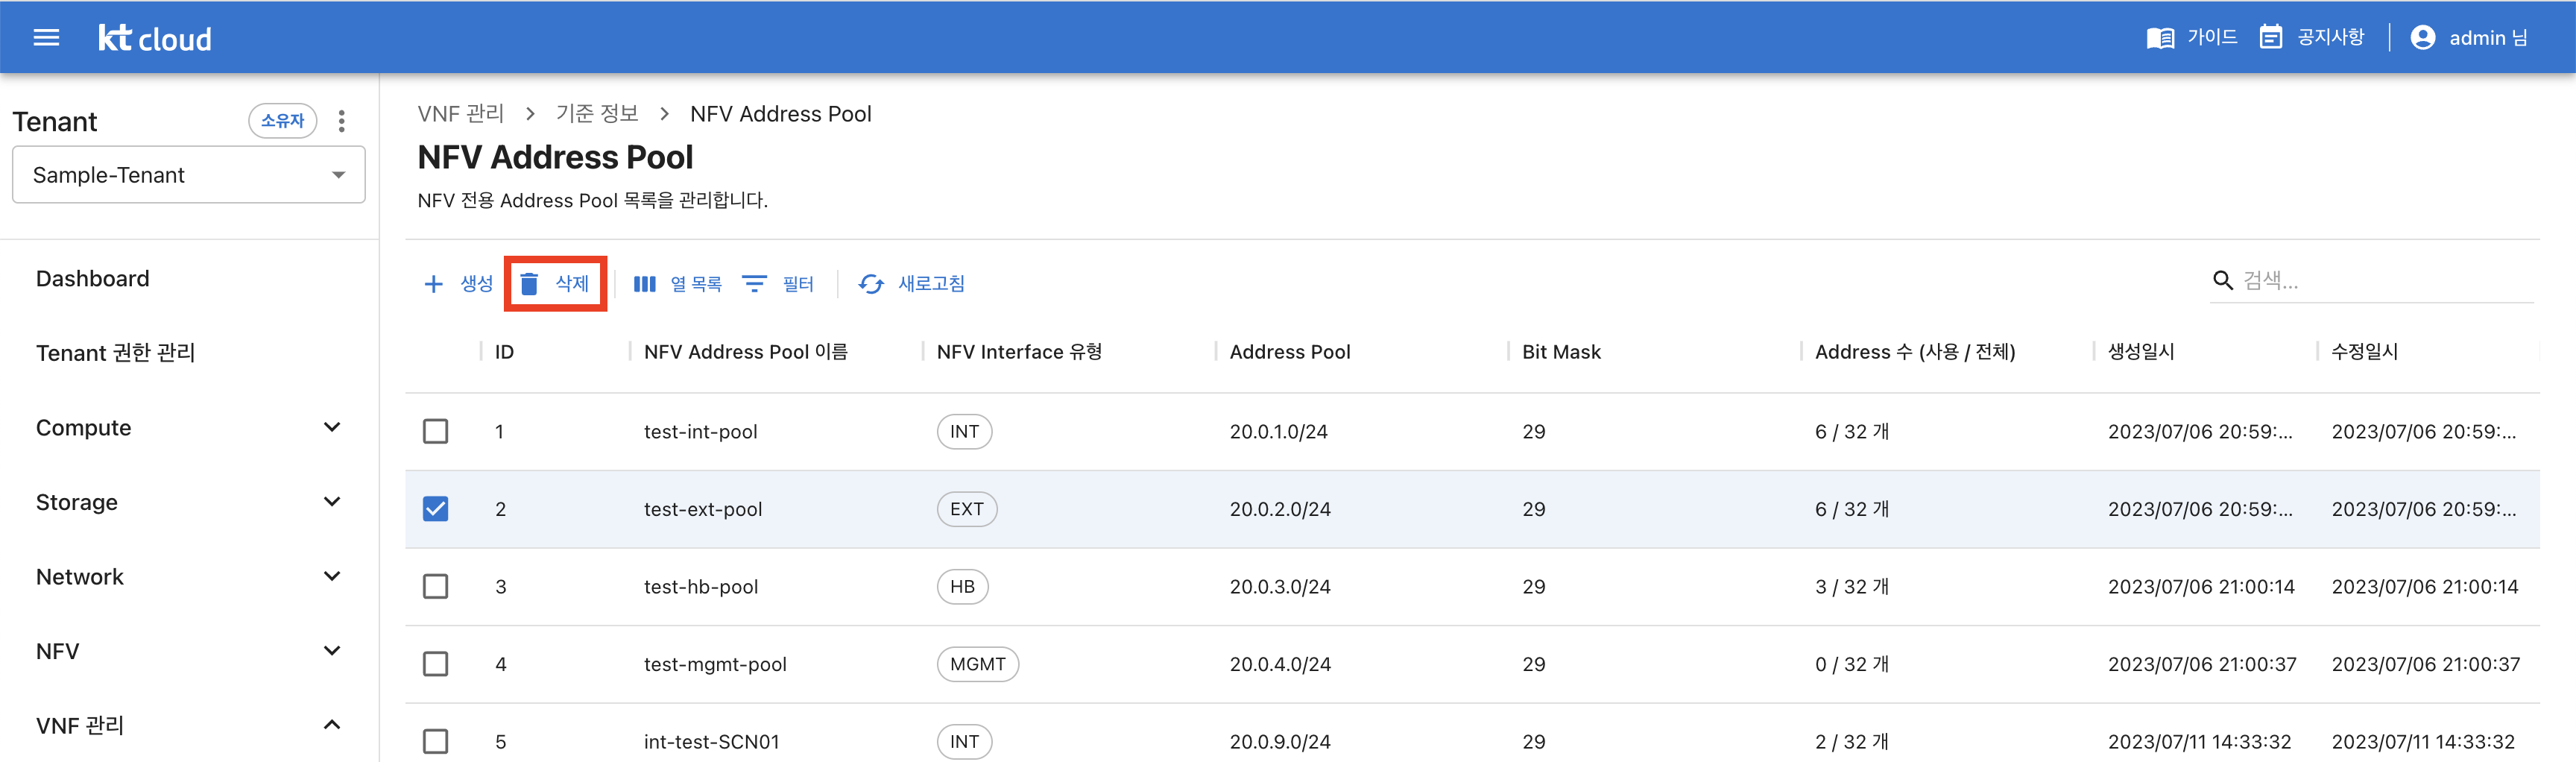 kt cloud
가이드
공지사항
admin 님
Tenant
소유자
Sample-Tenant
Dashboard
Tenant 권한 관리
Compute
Storage
Network
NFV
VNF 관리
VNF 관리 > 기준 정보 > NFV Address Pool
NFV Address Pool
NFV 전용 Address Pool 목록을 관리합니다.
생성 삭제 열 목록 필터 새로고침
검색...
ID NFV Address Pool 이름 NFV Interface 유형 Address Pool Bit Mask Address 수 (사용 / 전체) 생성일시 수정일시
1 test-int-pool INT 20.0.1.0/24 29 6 / 32 개 2023/07/06 20:59:... 2023/07/06 20:59:...
2 test-ext-pool EXT 20.0.2.0/24 29 6 / 32 개 2023/07/06 20:59:... 2023/07/06 20:59:...
3 test-hb-pool HB 20.0.3.0/24 29 3 / 32 개 2023/07/06 21:00:14 2023/07/06 21:00:14
4 test-mgmt-pool MGMT 20.0.4.0/24 29 0 / 32 개 2023/07/06 21:00:37 2023/07/06 21:00:37
5 int-test-SCN01 INT 20.0.9.0/24 29 2 / 32 개 2023/07/11 14:33:32 2023/07/11 14:33:32